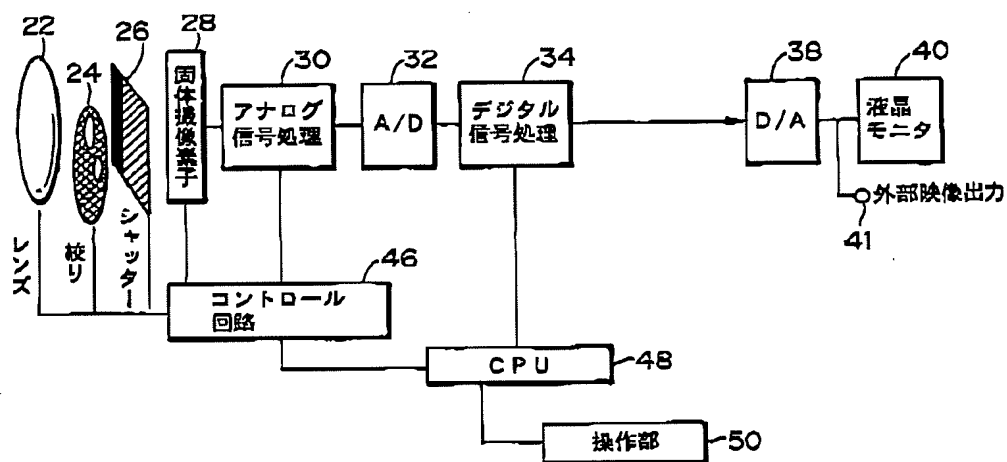 22
26
28
24
30
32
34
38
40
固体撮像素子
アナログ
信号処理
A/D
デジタル
信号処理
D/A
液晶
モニタ
外部映像出力
41
レンズ
絞り
シャッター
46
コントロール
回路
CPU
48
操作部
50